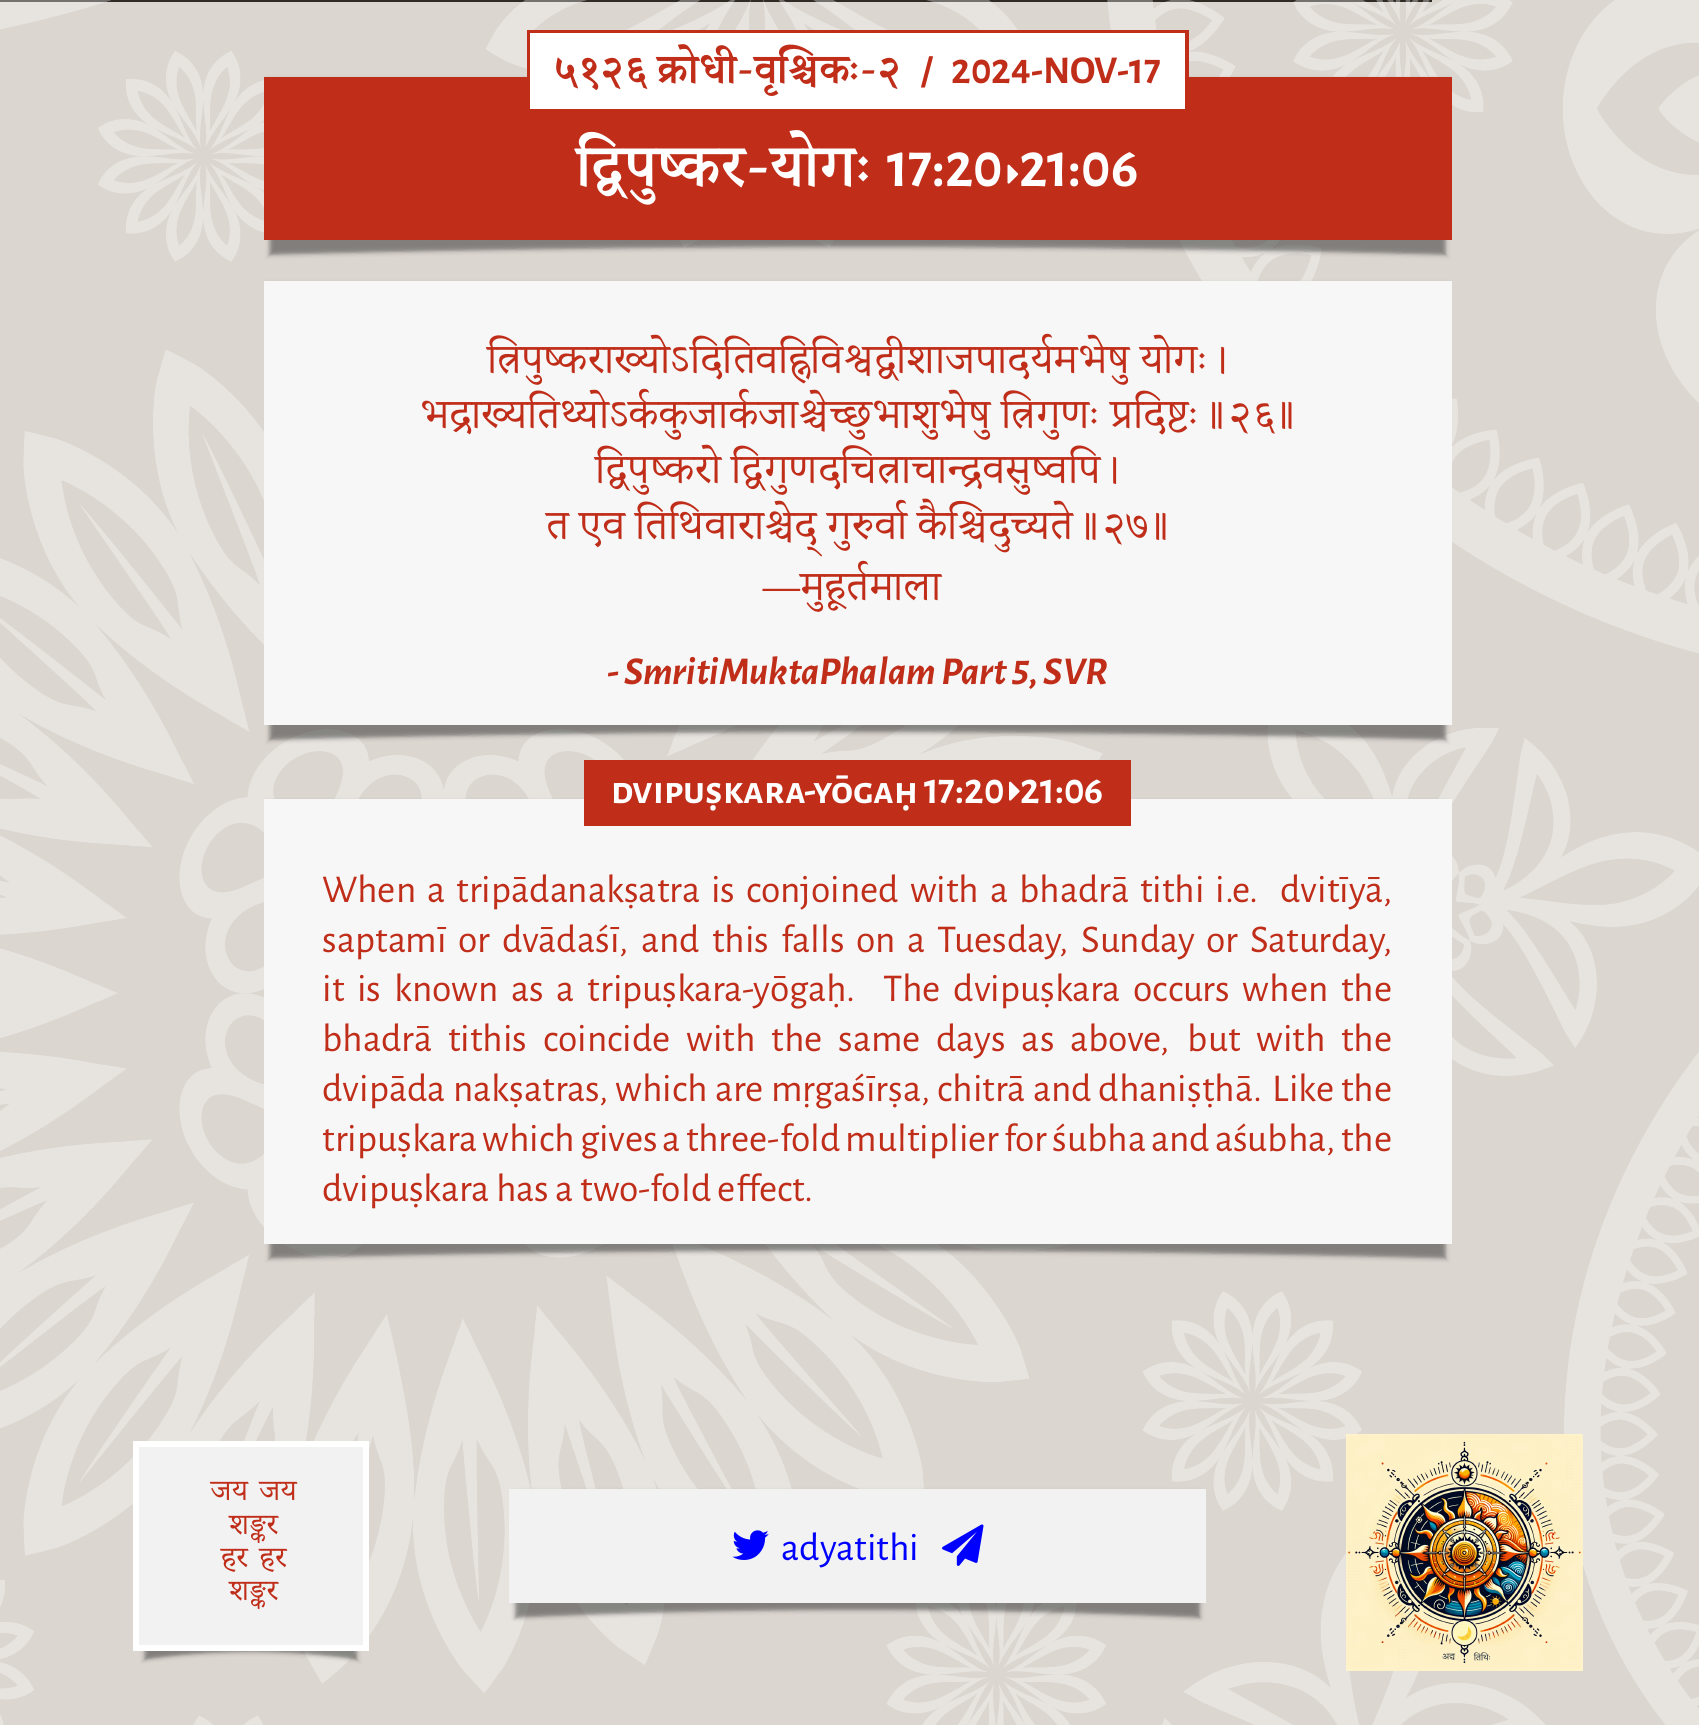 ५१२६ क्रोधी-वृश्चिकः-२ / 2024-NOV-17
द्विपुष्कर-योगः 17:20▸21:06
त्रिपुष्कराख्योऽदितिवह्निविश्वद्वीशाजपादर्यमभेषु योगः।
भद्राख्यतिथ्योऽर्ककुजार्कजाश्चेच्छुभाशुभेषु त्रिगुणः प्रदिष्टः॥२६॥
द्विपुष्करो द्विगुणदचित्राचान्द्रवसुष्वपि।
त एव तिथिवाराश्चेद् गुरुर्वा कैश्चिदुच्यते॥२७॥
—मुहूर्तमाला
- SmritiMuktaPhalam Part 5, SVR
DVIPUṢKARA-YŌGAḤ 17:20▸21:06
When a tripādanakṣatra is conjoined with a bhadrā tithi i.e. dvitīyā,
saptamī or dvādaśī, and this falls on a Tuesday, Sunday or Saturday,
it is known as a tripuṣkara-yōgaḥ. The dvipuṣkara occurs when the
bhadrā tithis coincide with the same days as above, but with the
dvipāda nakṣatras, which are mṛgaśīrṣa, chitrā and dhaniṣṭhā. Like the
tripuṣkara which gives a three-fold multiplier for śubha and aśubha, the
dvipuṣkara has a two-fold effect.
जय जय
शङ्कर
हर हर
शङ्कर
adyatithi
अद्य तिथिः